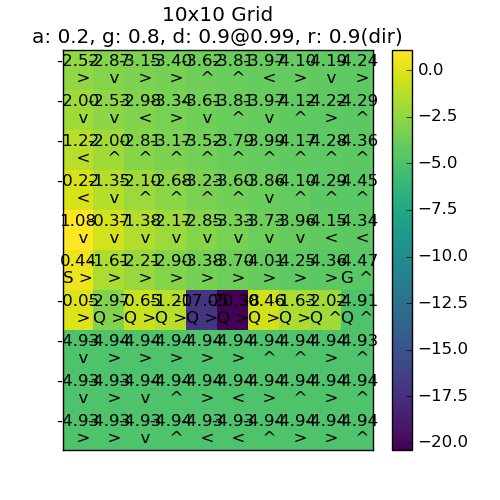 10x10 Grid
a: 0.2, g: 0.8, d: 0.9@0.99, r: 0.9(dir)
-2.52 -2.87 -3.15 -3.40 -3.62 -3.81 -3.97 -4.10 -4.19 -4.24
> v > > ^ ^ < > v >
-2.00 -2.53 -2.98 -3.34 -3.61 -3.81 -3.97 -4.12 -4.22 -4.29
v v < > v ^ v ^ > ^
-1.22 -2.00 -2.81 -3.17 -3.52 -3.79 -3.99 -4.17 -4.28 -4.36
< ^ ^ ^ ^ ^ ^ ^ ^ ^
-0.22 -1.35 -2.10 -2.68 -3.23 -3.60 -3.86 -4.10 -4.29 -4.45
< v ^ ^ ^ ^ v ^ ^ ^
1.08 -0.37 -1.38 -2.17 -2.85 -3.33 -3.73 -3.96 -4.15 -4.34
v v v v v v v v < <
0.44 -1.61 -2.21 -2.90 -3.38 -3.70 -4.01 -4.25 -4.36 -4.47
S > > > > > > > > > G ^
-0.05 -2.97 -0.65 -17.05 -20.38 -1.63 -2.02 -4.91
> Q > Q > Q > Q > Q > Q > Q > Q ^ Q ^
-4.93 -4.94 -4.94 -4.94 -4.94 -4.94 -4.94 -4.94 -4.94 -4.93
v > > > > > ^ ^ > ^
-4.93 -4.94 -4.94 -4.94 -4.94 -4.94 -4.94 -4.94 -4.94 -4.94
v > v ^ > > > ^ > ^
-4.93 -4.93 -4.93 -4.94 -4.93 -4.93 -4.94 -4.94 -4.94 -4.94
> > v ^ < < ^ > > ^
0.0
−2.5
−5.0
−7.5
−10.0
−12.5
−15.0
−17.5
−20.0